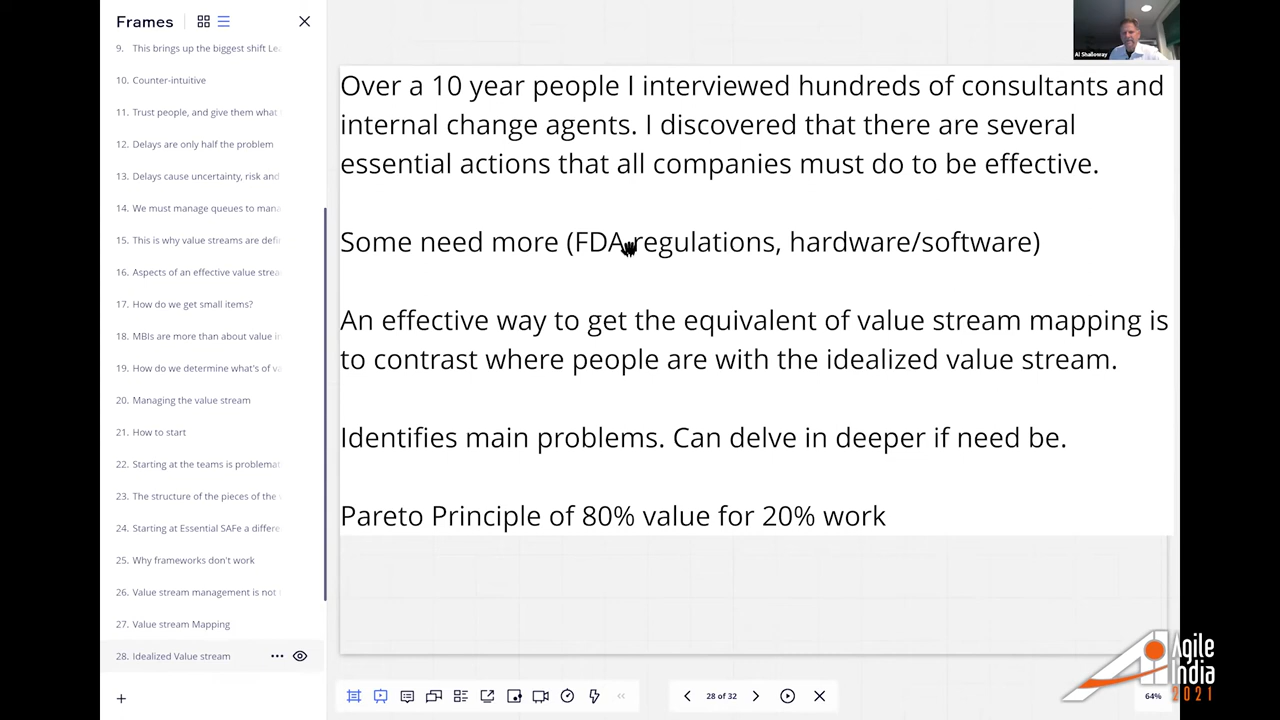 Frames
9. This brings up the biggest shift Le
10. Counter-intuitive
11. Trust people, and give them what
12. Delays are only half the problem
13. Delays cause uncertainty, risk and
14. We must manage queues to mana
15. This is why value streams are defi
16. Aspects of an effective value strea
17. How do we get small items?
18. MBIs are more than about value i
19. How do we determine what's of va
20. Managing the value stream
21. How to start
22. Starting at the teams is problemat
23. The structure of the pieces of the
24. Starting at Essential SAFe a differe
25. Why frameworks don't work
26. Value stream management is not
27. Value stream Mapping
28. Idealized Value stream
Al Shalloway
Over a 10 year people I interviewed hundreds of consultants and
internal change agents. I discovered that there are several
essential actions that all companies must do to be effective.
Some need more (FDA regulations, hardware/software)
An effective way to get the equivalent of value stream mapping is
to contrast where people are with the idealized value stream.
Identifies main problems. Can delve in deeper if need be.
Pareto Principle of 80% value for 20% work
28 of 32
64%
Agile
India
2021